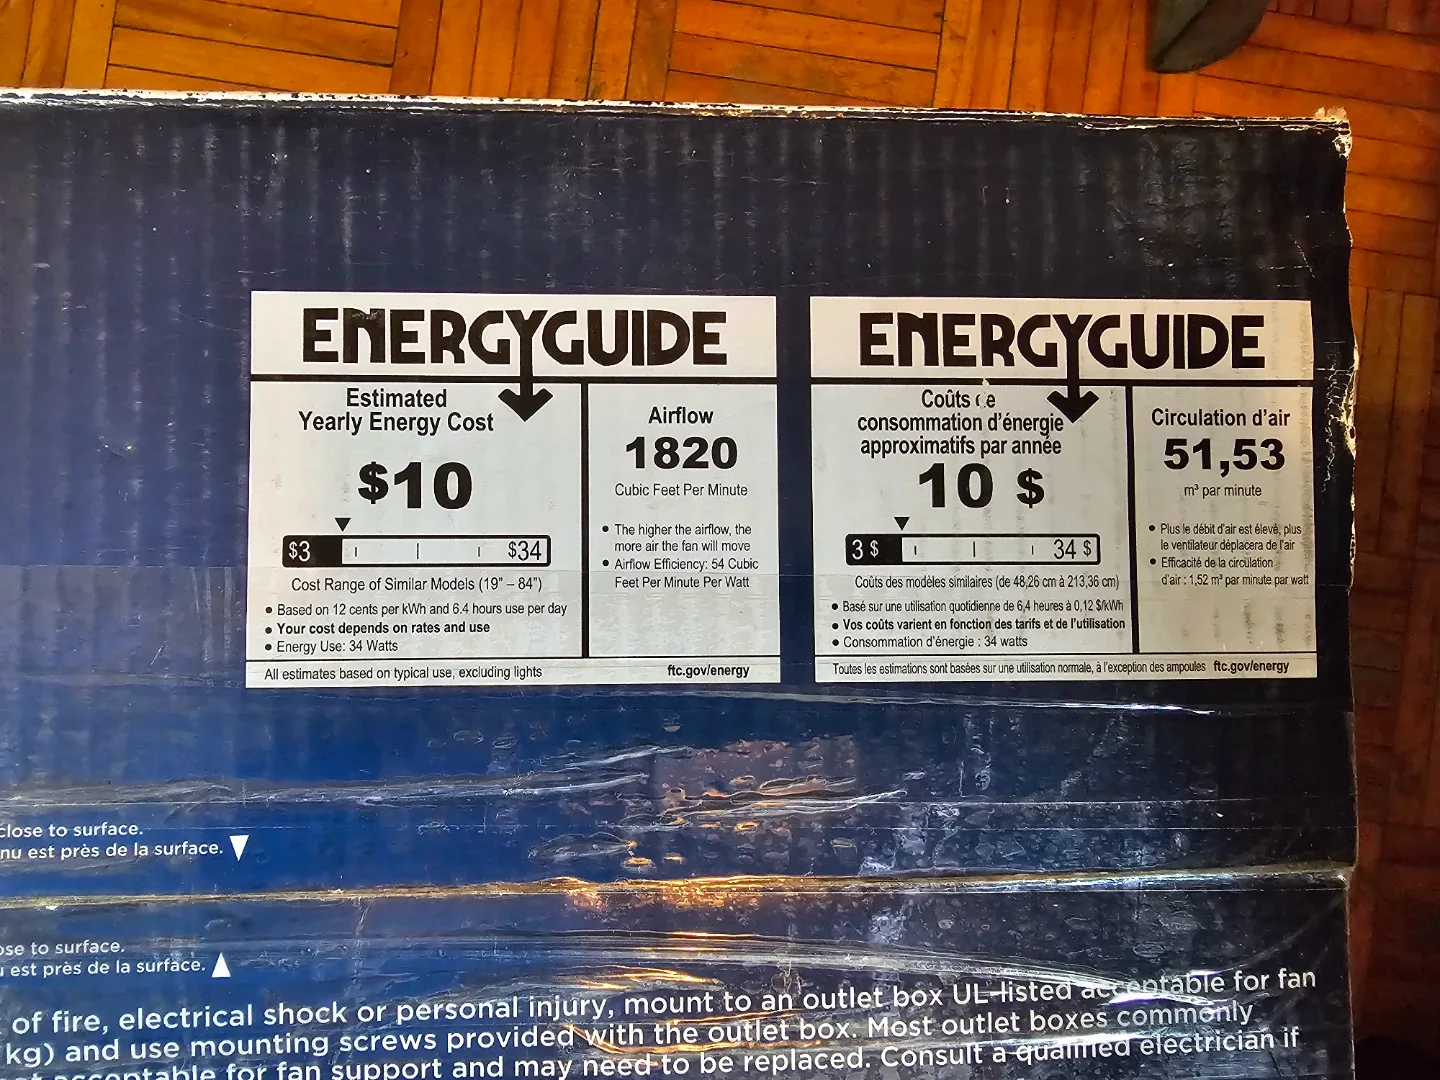 ENERGYGUIDE
Estimated
Yearly Energy Cost
$10
$3 $34
Cost Range of Similar Models (19" – 84")
• Based on 12 cents per kWh and 6.4 hours use per day
• Your cost depends on rates and use
• Energy Use: 34 Watts
Airflow
1820
Cubic Feet Per Minute
• The higher the airflow, the
more air the fan will move
• Airflow Efficiency: 54 Cubic
Feet Per Minute Per Watt
All estimates based on typical use, excluding lights ftc.gov/energy
ENERGYGUIDE
Coûts de
consommation d'énergie
approximatifs par année
10 $
3 $ 34 $
Coûts des modèles similaires (de 48,26 cm à 213,36 cm)
• Basé sur une utilisation quotidienne de 6,4 heures à 0,12 $/kWh
• Vos coûts varient en fonction des tarifs et de l'utilisation
• Consommation d'énergie : 34 watts
Circulation d'air
51,53
m³ par minute
• Plus le débit d'air est élevé, plus
le ventilateur déplacera de l'air
• Efficacité de la circulation
d'air : 1,52 m³ par minute par watt
Toutes les estimations sont basées sur une utilisation normale, à l'exception des ampoules ftc.gov/energy
close to surface.
nu est près de la surface.
ose to surface.
u est près de la surface.
of fire, electrical shock or personal injury, mount to an outlet box UL-listed acceptable for fan
kg) and use mounting screws provided with the outlet box. Most outlet boxes commonly
acceptable for fan support and may need to be replaced. Consult a qualified electrician if